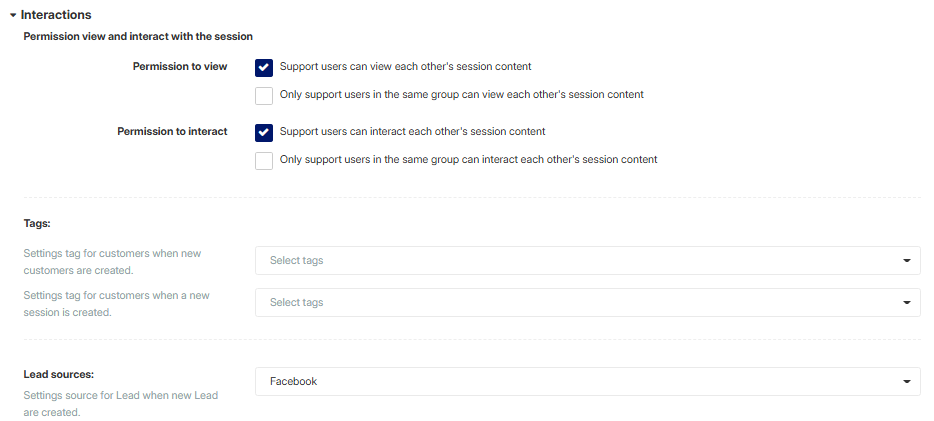 Interactions
Permission view and interact with the session
Permission to view
Support users can view each other's session content
Only support users in the same group can view each other's session content
Permission to interact
Support users can interact each other's session content
Only support users in the same group can interact each other's session content
Tags:
Settings tag for customers when new
customers are created.
Select tags
Settings tag for customers when a new
session is created.
Select tags
Lead sources:
Facebook
Settings source for Lead when new Lead
are created.